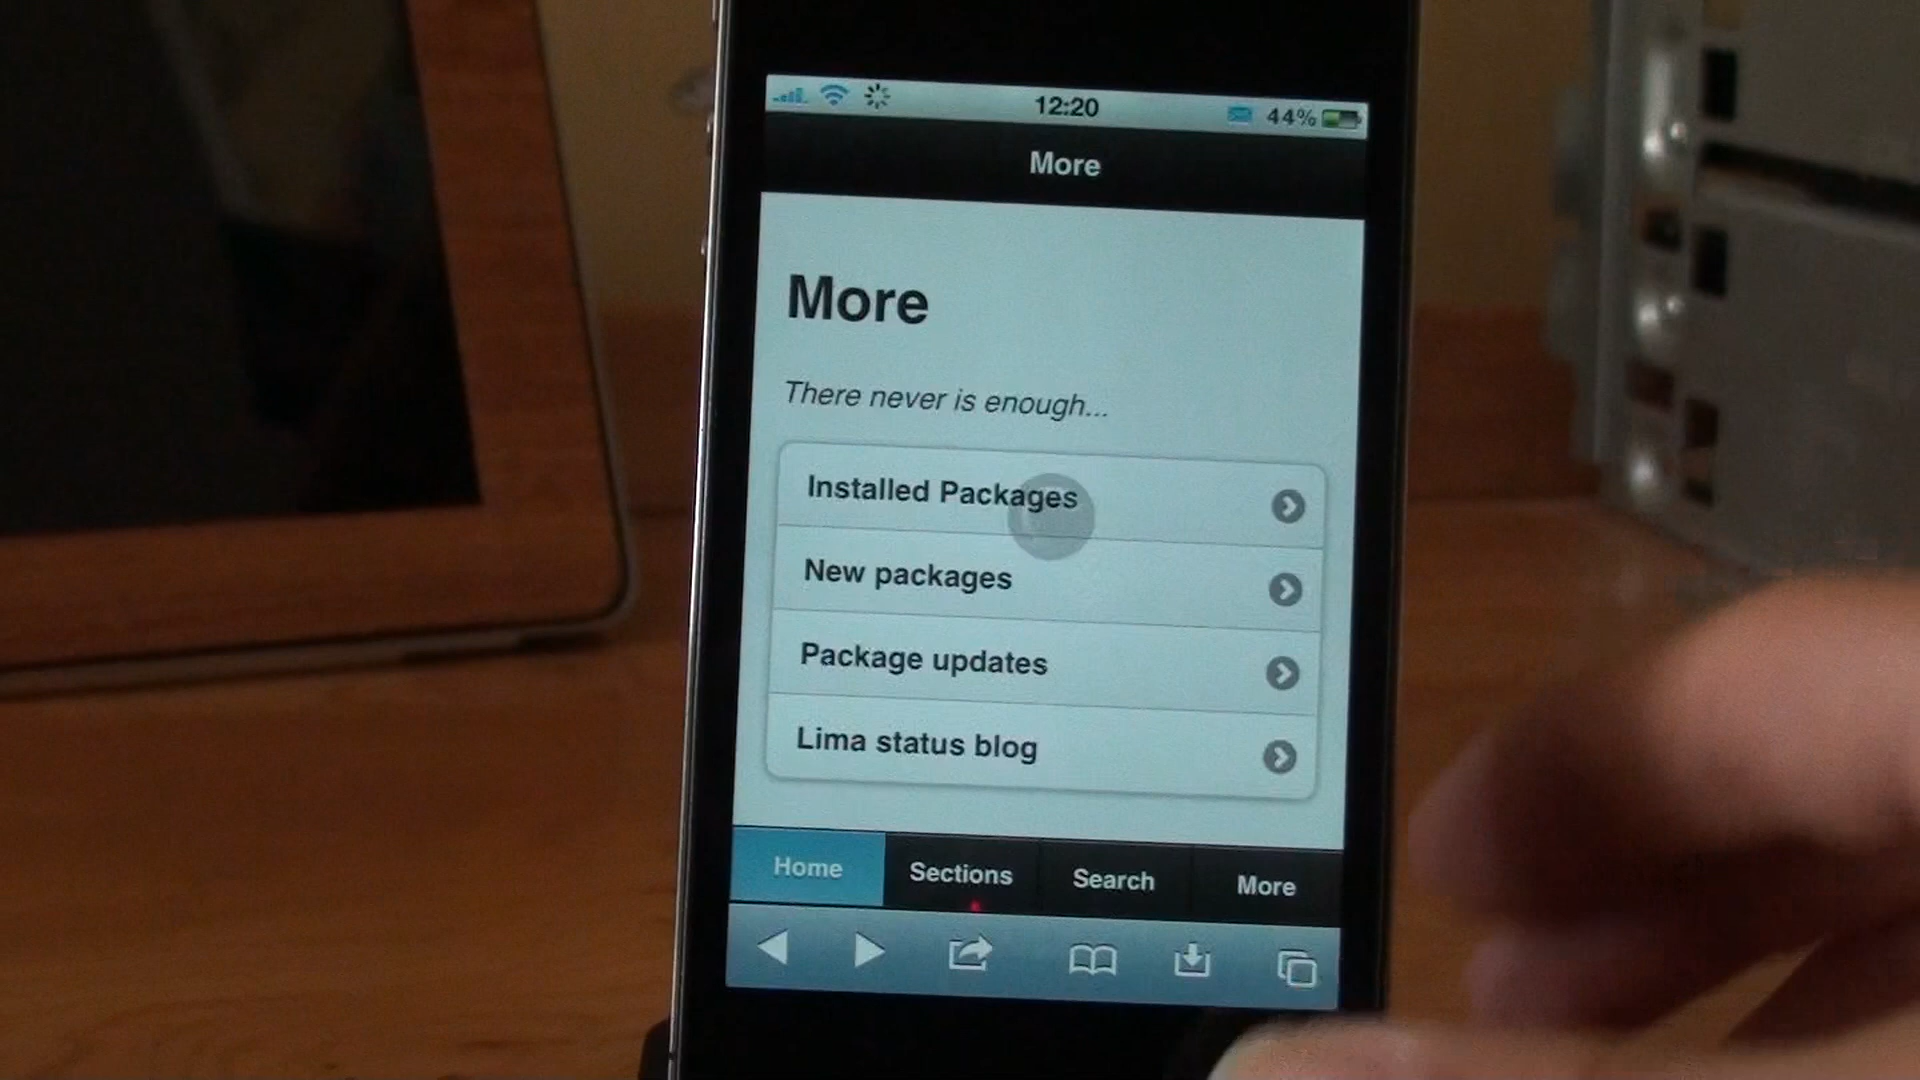 12:20
44%
More
More
There never is enough...
Installed Packages
New packages
Package updates
Lima status blog
Home
Sections
Search
More